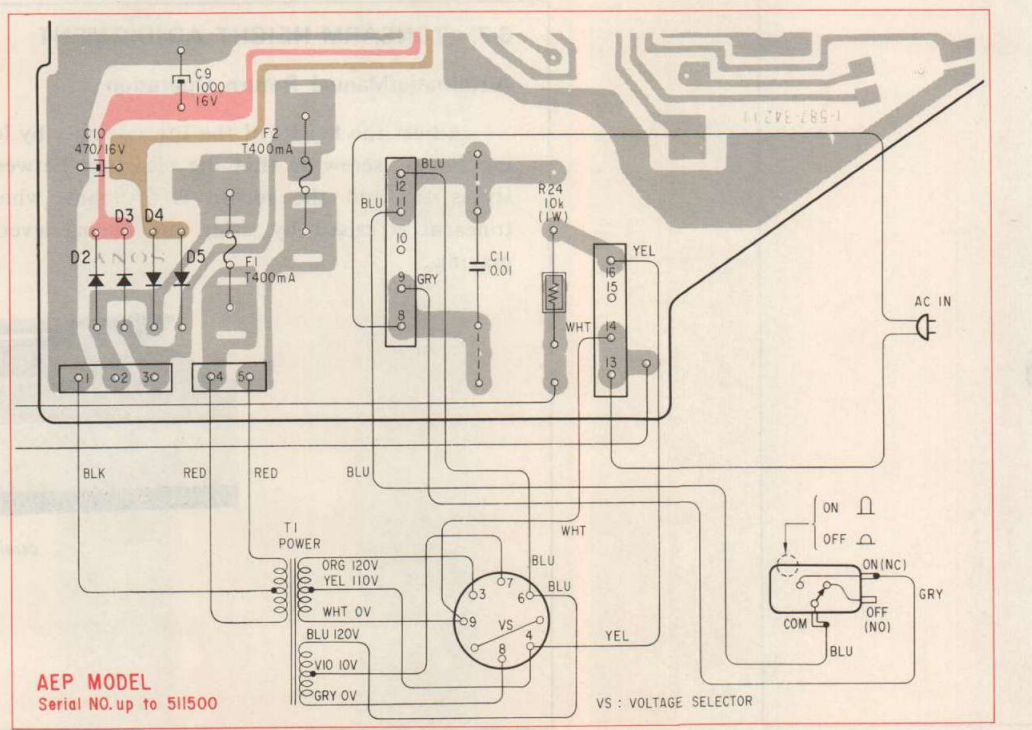 C9
1000
16V
C10
470/16V
F2
T400mA
D3 D4
D2
D5
SONY
F1
T400mA
1-587-342-11
BLU
12
11
BLU
10
9
GRY
8
C11
0.01
R24
10k
(1W)
YEL
16
15
WHT
14
13
AC IN
1
2
3
4
5
BLK
RED
RED
BLU
WHT
T1
POWER
ORG 120V
YEL 110V
WHT 0V
BLU 120V
VIO 10V
GRY 0V
7
3
6
9
VS
4
8
BLU
BLU
YEL
ON
OFF
ON(NC)
GRY
OFF
(NO)
COM
BLU
AEP MODEL
Serial NO. up to 511500
VS : VOLTAGE SELECTOR